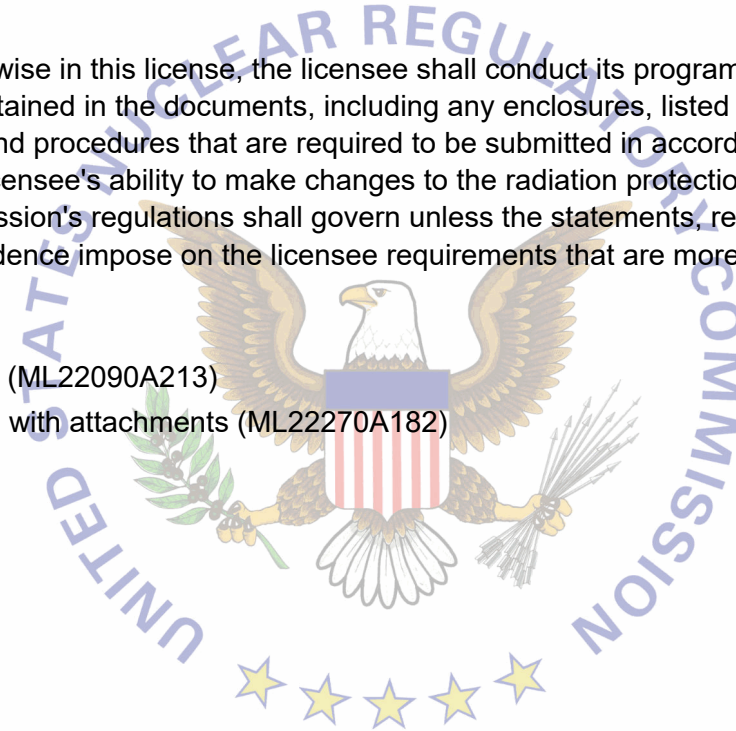 wise in this license, the licensee shall conduct its program
tained in the documents, including any enclosures, listed
nd procedures that are required to be submitted in accord
censee's ability to make changes to the radiation protectio
ssion's regulations shall govern unless the statements, re
dence impose on the licensee requirements that are more
(ML22090A213)
with attachments (ML22270A182)
UNITED STATES NUCLEAR REGULATORY COMMISSION